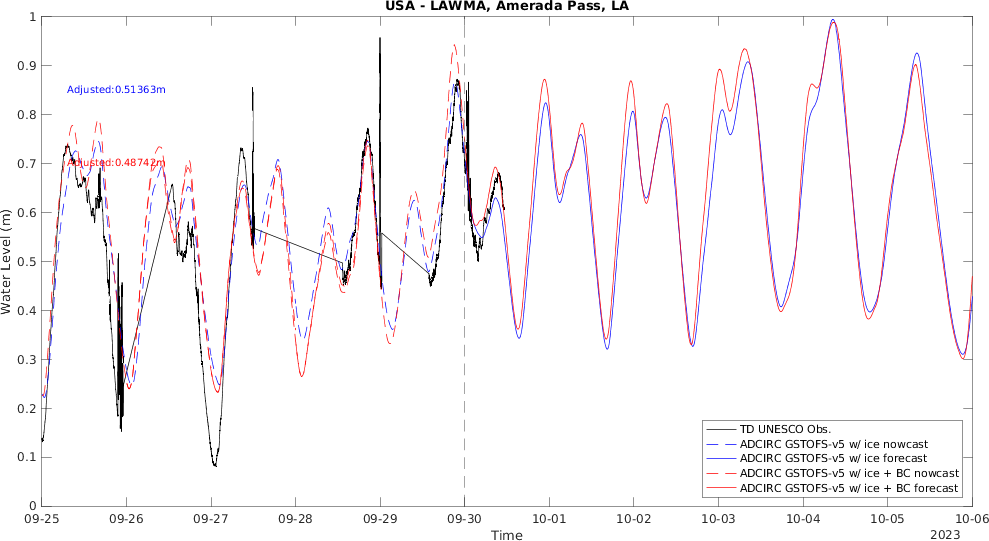 USA - LAWMA, Amerada Pass, LA
1
0.9
0.8
0.7
0.6
0.5
0.4
0.3
0.2
0.1
0
Water Level (m)
Adjusted:0.51363m
Adjusted:0.48742m
TD UNESCO Obs.
ADCIRC GSTOFS-v5 w/ ice nowcast
ADCIRC GSTOFS-v5 w/ ice forecast
ADCIRC GSTOFS-v5 w/ ice + BC nowcast
ADCIRC GSTOFS-v5 w/ ice + BC forecast
09-25 09-26 09-27 09-28 09-29 09-30 10-01 10-02 10-03 10-04 10-05 10-06
Time
2023